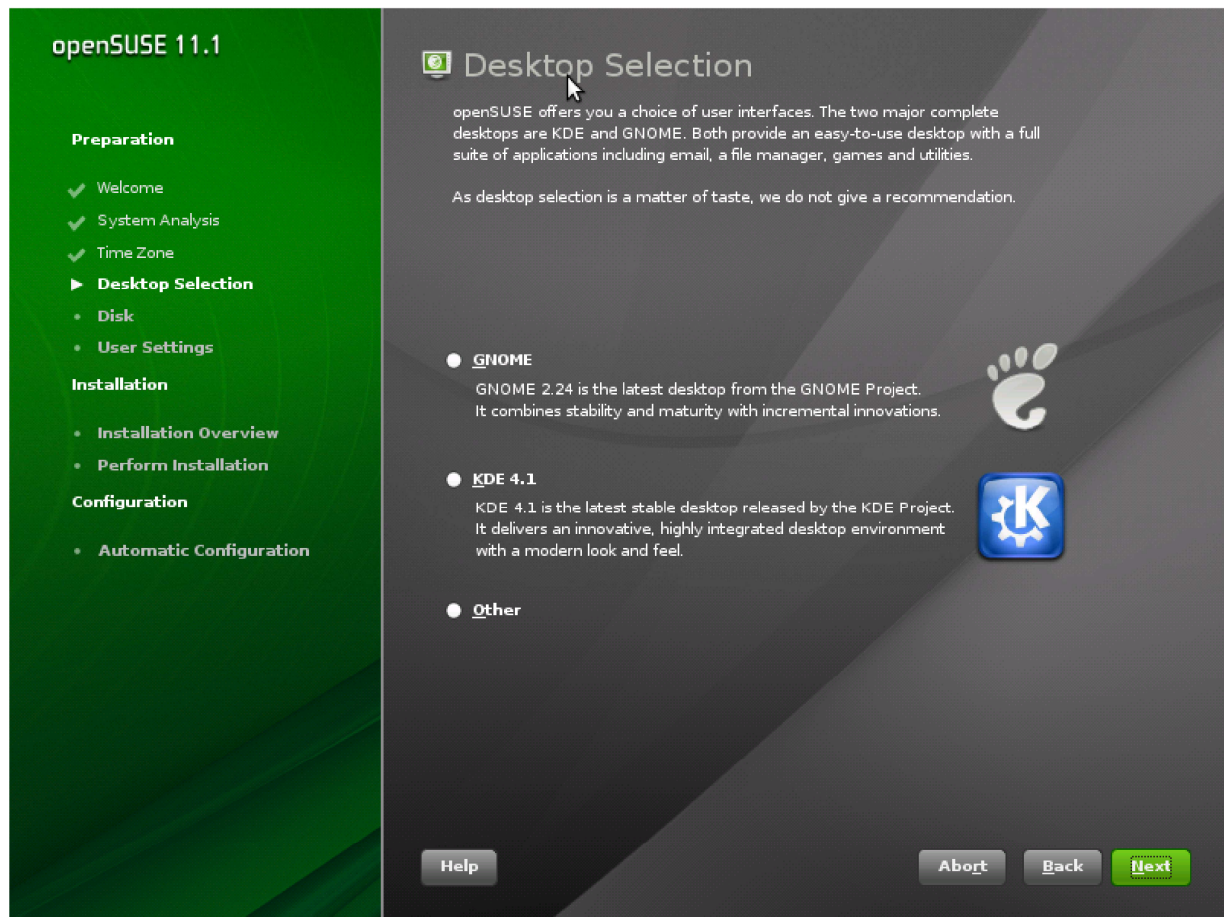 openSUSE 11.1
Preparation
Welcome
System Analysis
Time Zone
Desktop Selection
Disk
User Settings
Installation
Installation Overview
Perform Installation
Configuration
Automatic Configuration
Desktop Selection
openSUSE offers you a choice of user interfaces. The two major complete
desktops are KDE and GNOME. Both provide an easy-to-use desktop with a full
suite of applications including email, a file manager, games and utilities.
As desktop selection is a matter of taste, we do not give a recommendation.
GNOME
GNOME 2.24 is the latest desktop from the GNOME Project.
It combines stability and maturity with incremental innovations.
KDE 4.1
KDE 4.1 is the latest stable desktop released by the KDE Project.
It delivers an innovative, highly integrated desktop environment
with a modern look and feel.
Other
Help
Abort
Back
Next